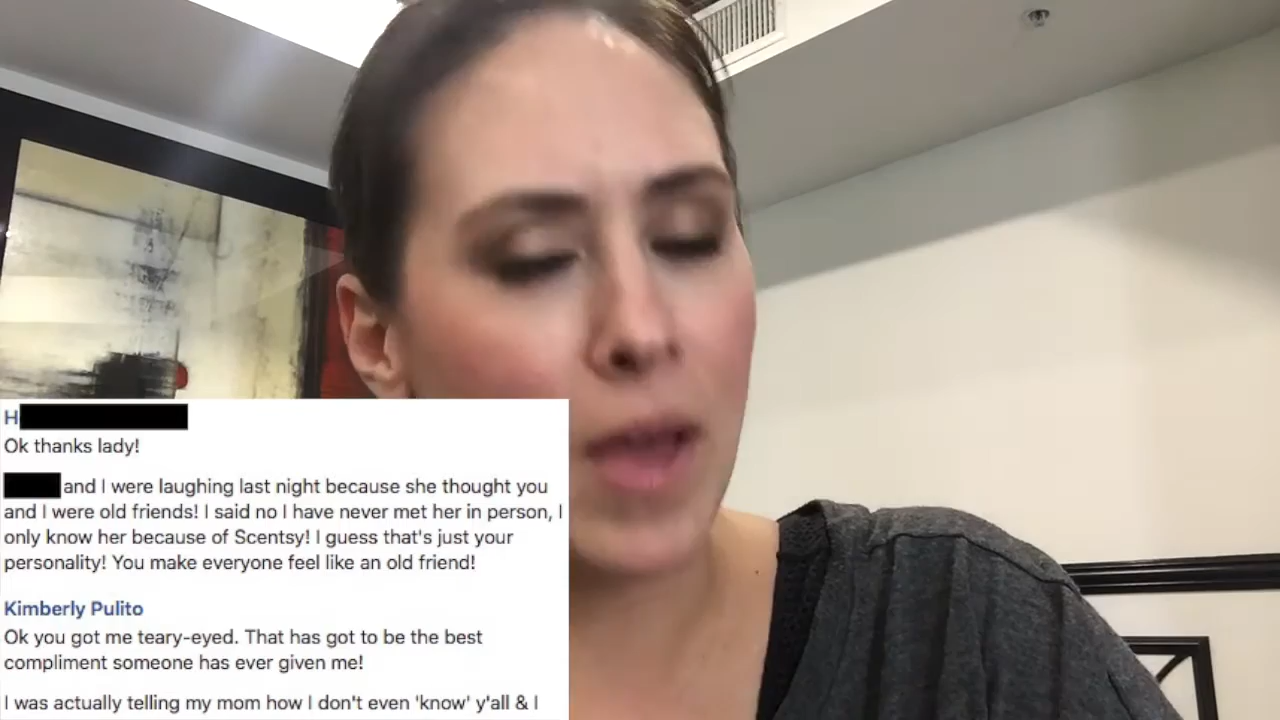 H
Ok thanks lady!
and I were laughing last night because she thought you
and I were old friends! I said no I have never met her in person, I
only know her because of Scentsy! I guess that's just your
personality! You make everyone feel like an old friend!
Kimberly Pulito
Ok you got me teary-eyed. That has got to be the best
compliment someone has ever given me!
I was actually telling my mom how I don't even 'know' y'all & I